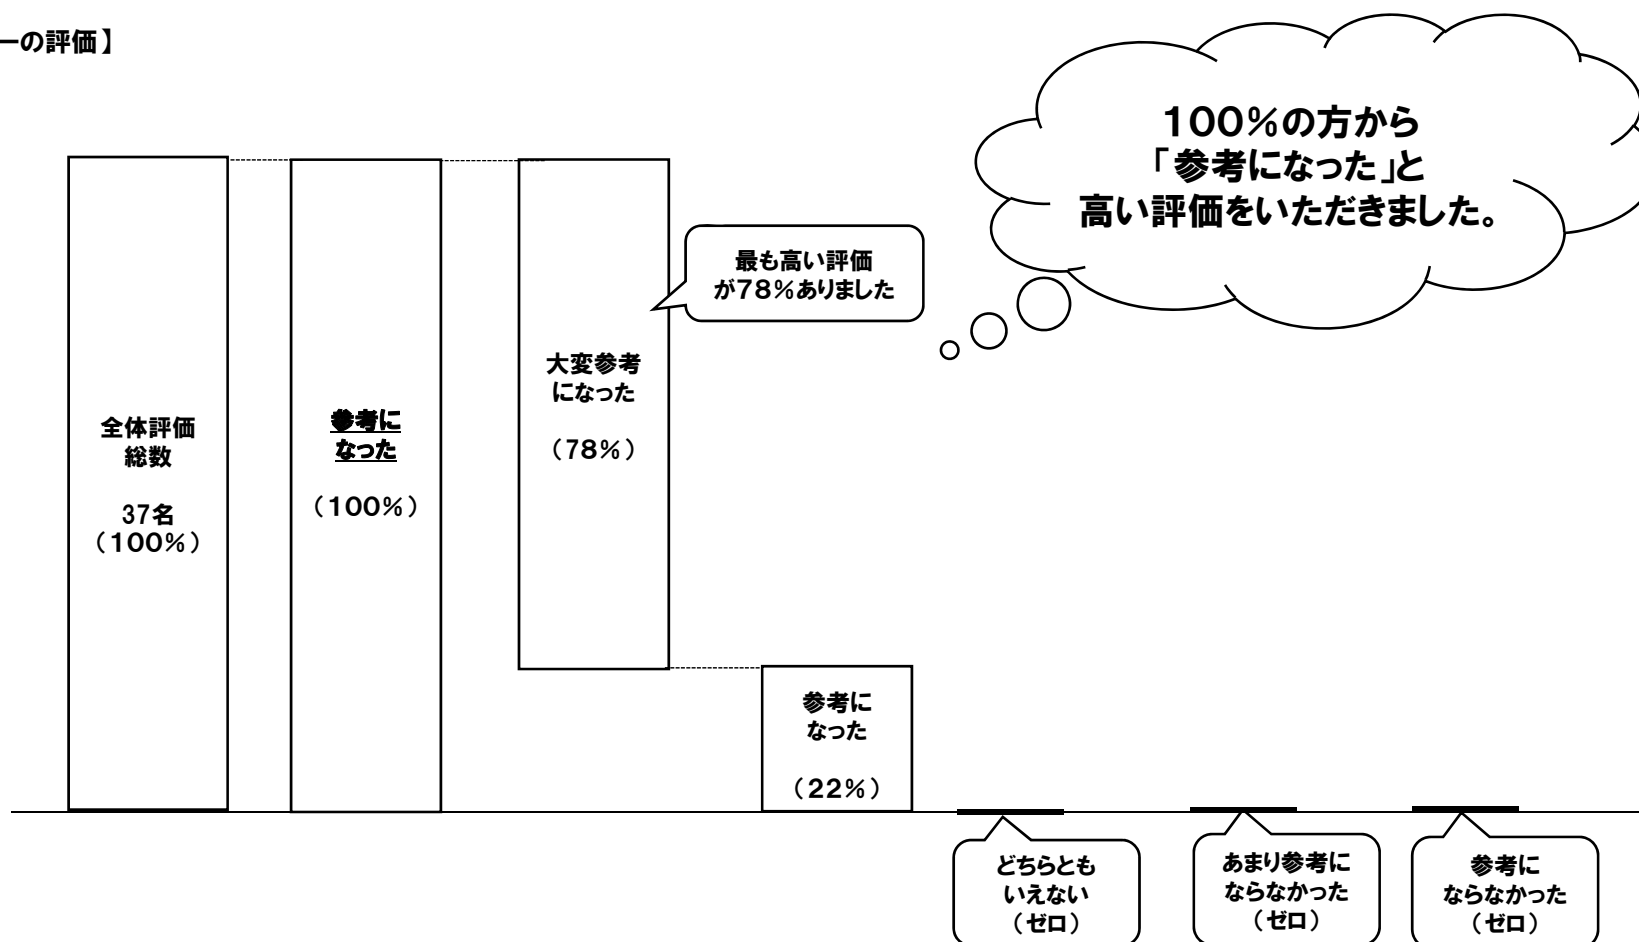 ーの評価】
100%の方から
「参考になった」と
高い評価をいただきました。
最も高い評価
が78%ありました
全体評価
総数
37名
（100%）
参考に
なった
（100%）
大変参考
になった
（78%）
参考に
なった
（22%）
どちらとも
いえない
（ゼロ）
あまり参考に
ならなかった
（ゼロ）
参考に
ならなかった
（ゼロ）